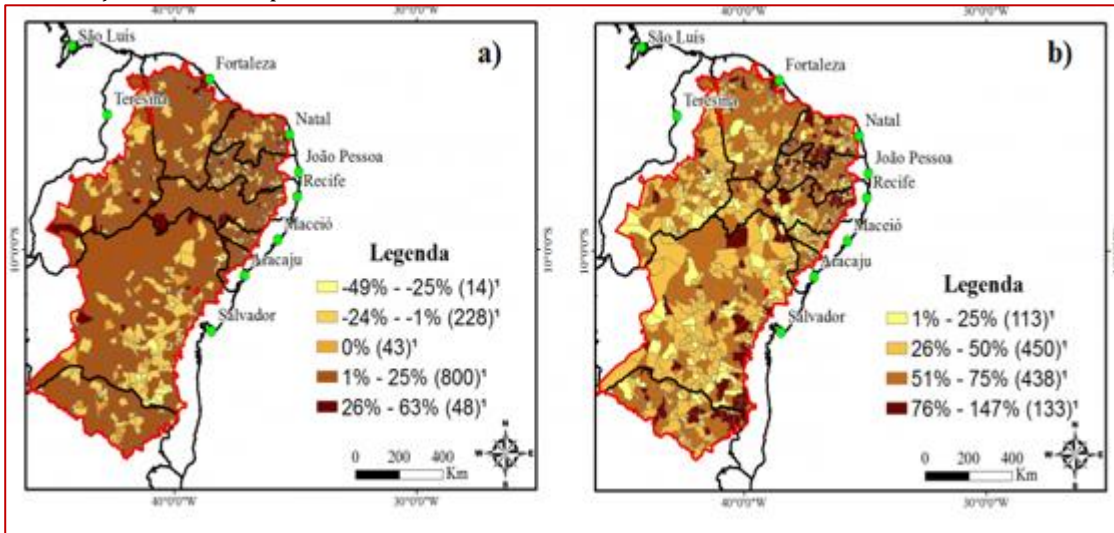 40°0'0"W 30°0'0"W
São Luís
a)
Fortaleza
Teresina
Natal
João Pessoa
Recife
Maceió
10°0'0"S
Aracaju
Legenda
-49% - -25% (14)¹
-24% - -1% (228)¹
Salvador
0% (43)¹
1% - 25% (800)¹
26% - 63% (48)¹
N
W E
S
0 200 400
Km
40°0'0"W 30°0'0"W
40°0'0"W 30°0'0"W
São Luís
b)
Fortaleza
Teresina
Natal
João Pessoa
Recife
Maceió
10°0'0"S
Aracaju
Legenda
1% - 25% (113)¹
Salvador
26% - 50% (450)¹
51% - 75% (438)¹
76% - 147% (133)¹
N
W E
S
0 200 400
Km
40°0'0"W 30°0'0"W